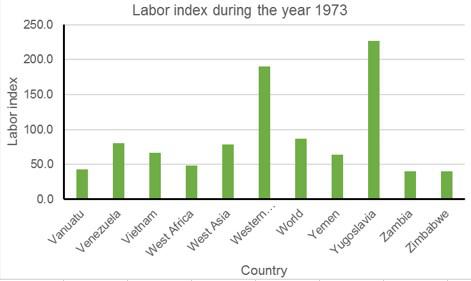 Labor index during the year 1973
250.0
200.0
150.0
100.0
50.0
0.0
Labor index
Vanuatu
Venezuela
Vietnam
West Africa
West Asia
Western...
World
Yemen
Yugoslavia
Zambia
Zimbabwe
Country